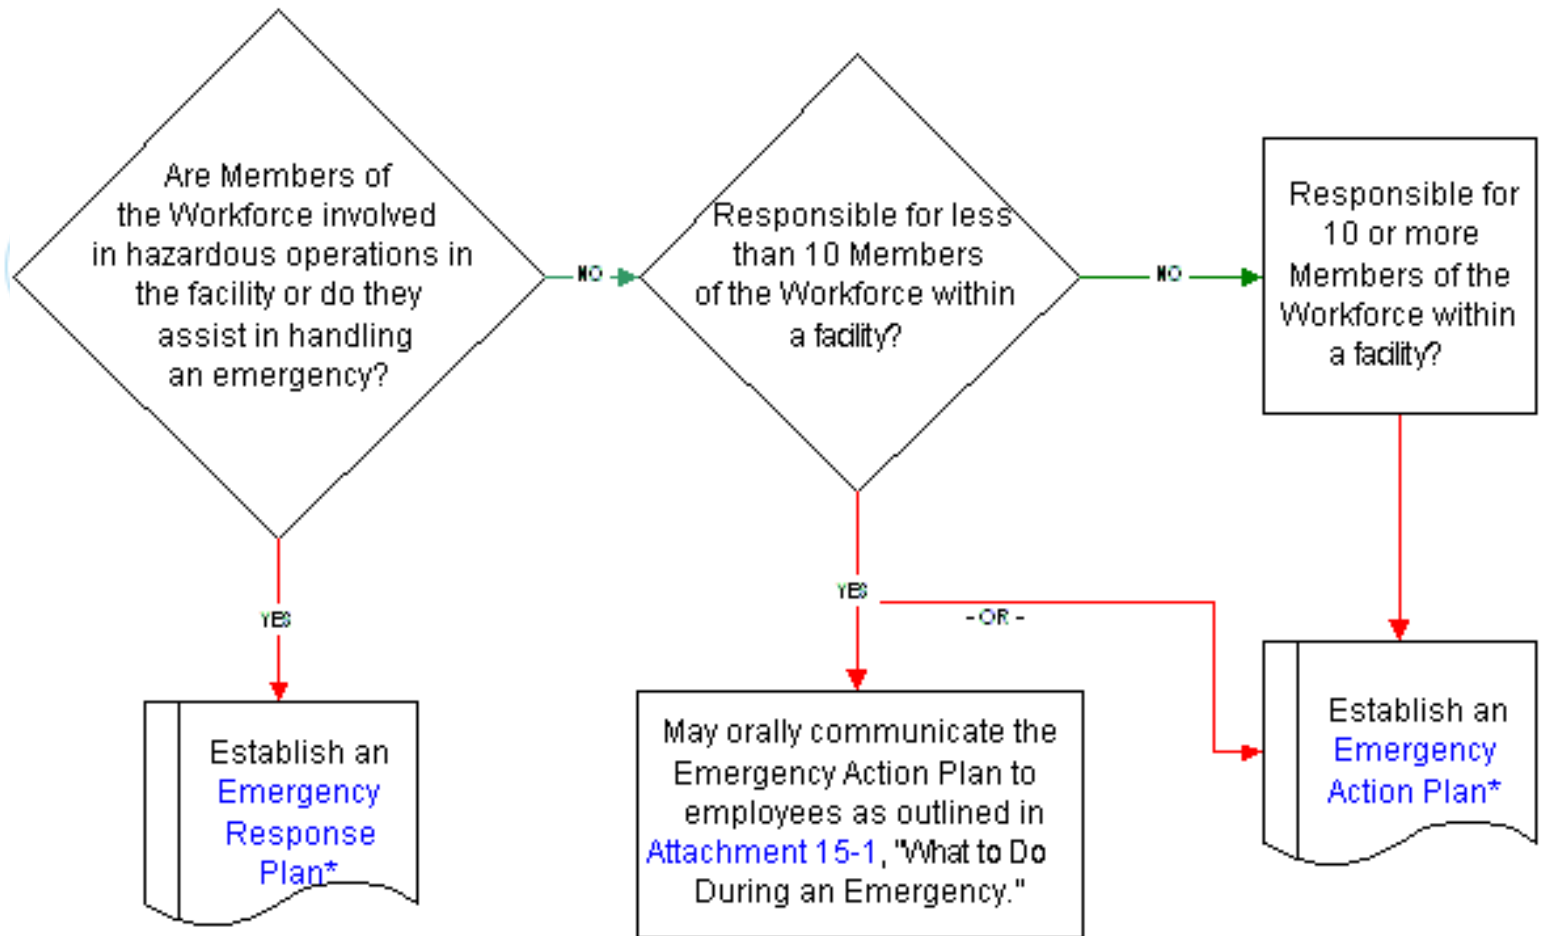 Are Members of
the Workforce involved
in hazardous operations in
the facility or do they
assist in handling
an emergency?
NO
Responsible for less
than 10 Members
of the Workforce within
a facility?
NO
Responsible for
10 or more
Members of the
Workforce within
a facility?
YES
YES
- OR -
Establish an
Emergency
Response
Plan*
May orally communicate the
Emergency Action Plan to
employees as outlined in
Attachment 15-1, "What to Do
During an Emergency."
Establish an
Emergency
Action Plan*